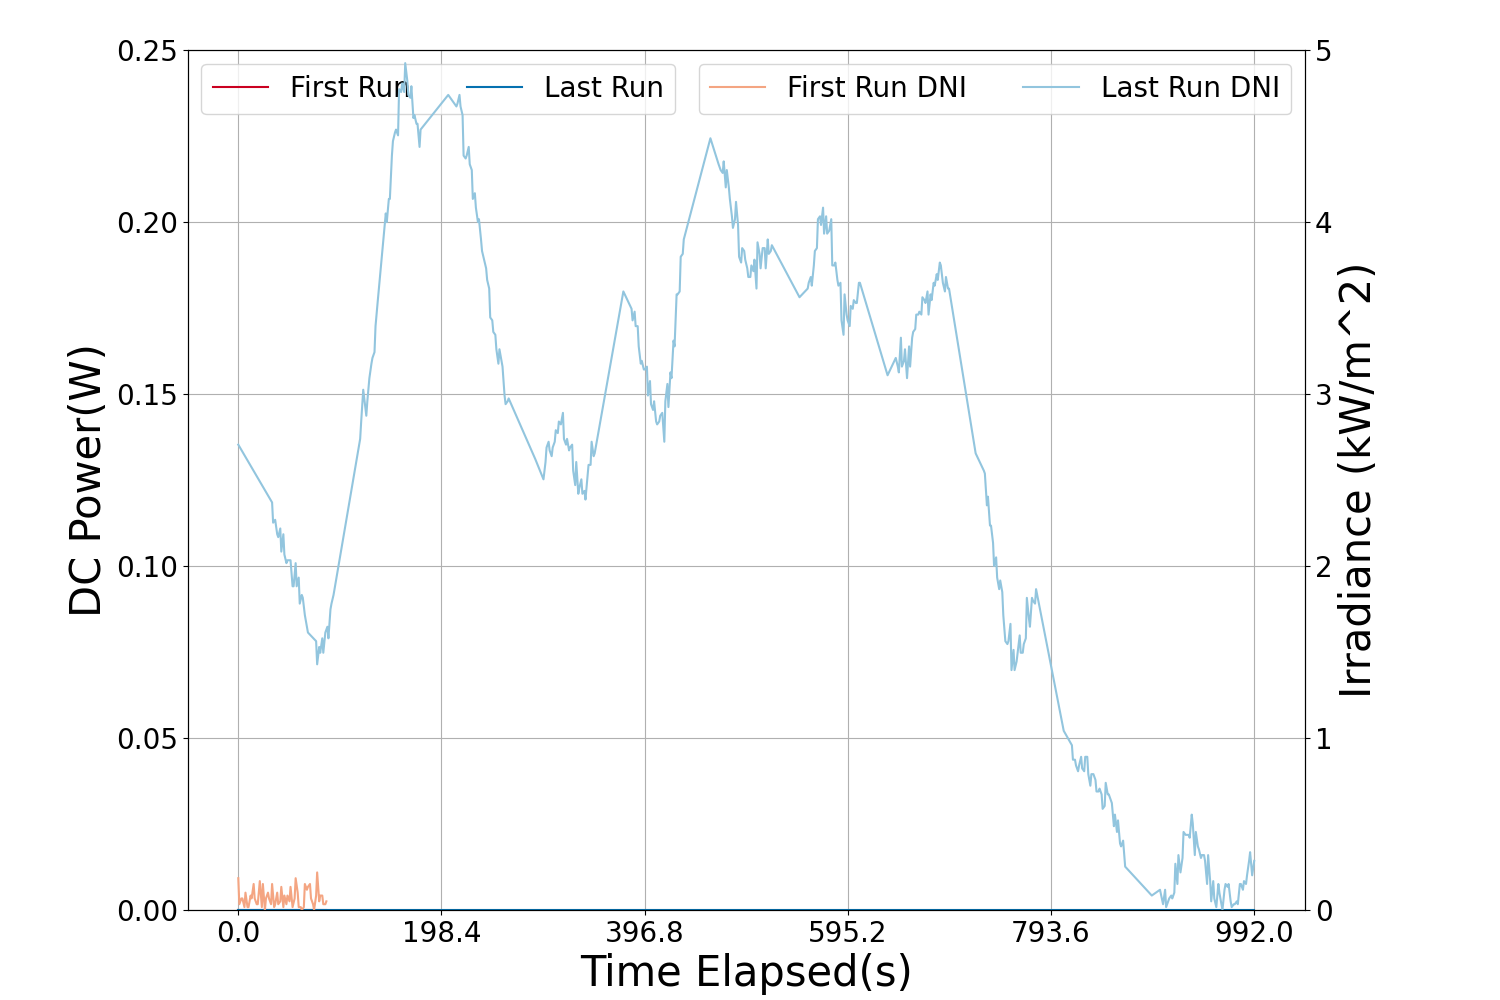 First Run
Last Run
First Run DNI
Last Run DNI
DC Power(W)
0.25
0.20
0.15
0.10
0.05
0.00
5
4
3
2
1
0
Irradiance (kW/m^2)
0.0
198.4
396.8
595.2
793.6
992.0
Time Elapsed(s)